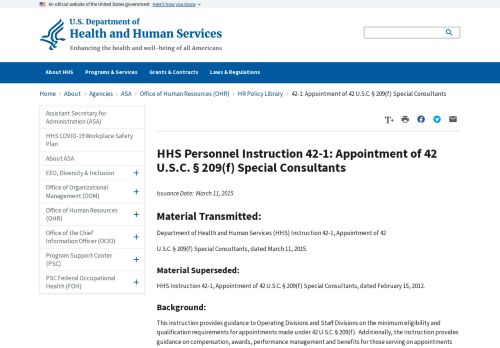 An official website of the United States government Here's how you know
U.S. Department of
Health and Human Services
Enhancing the health and well-being of all Americans
About HHS Programs & Services Grants & Contracts Laws & Regulations
Home > About > Agencies > ASA > Office of Human Resources (OHR) > HR Policy Library > 42-1: Appointment of 42 U.S.C. § 209(f) Special Consultants
Assistant Secretary for
Administration (ASA)
HHS COVID-19 Workplace Safety
Plan
About ASA
EEO, Diversity & Inclusion +
Office of Organizational
Management (OOM) +
Office of Human Resources
(OHR) +
Office of the Chief
Information Officer (OCIO) +
Program Support Center
(PSC) +
FSC Federal Occupational
Health (FOH) +
T+
HHS Personnel Instruction 42-1: Appointment of 42
U.S.C. § 209(f) Special Consultants
Issuance Date: March 11, 2015
Material Transmitted:
Department of Health and Human Services (HHS) Instruction 42-1, Appointment of 42
U.S.C. § 209(f) Special Consultants, dated March 11, 2015.
Material Superseded:
HHS Instruction 42-1, Appointment of 42 U.S.C. § 209(f) Special Consultants, dated February 15, 2012.
Background:
This instruction provides guidance to Operating Divisions and Staff Divisions on the minimum eligibility and
qualification requirements for appointments made under 42 U.S.C. § 209(f). Additionally, the Instruction provides
guidance on compensation, awards, performance management and benefits for those serving on appointments